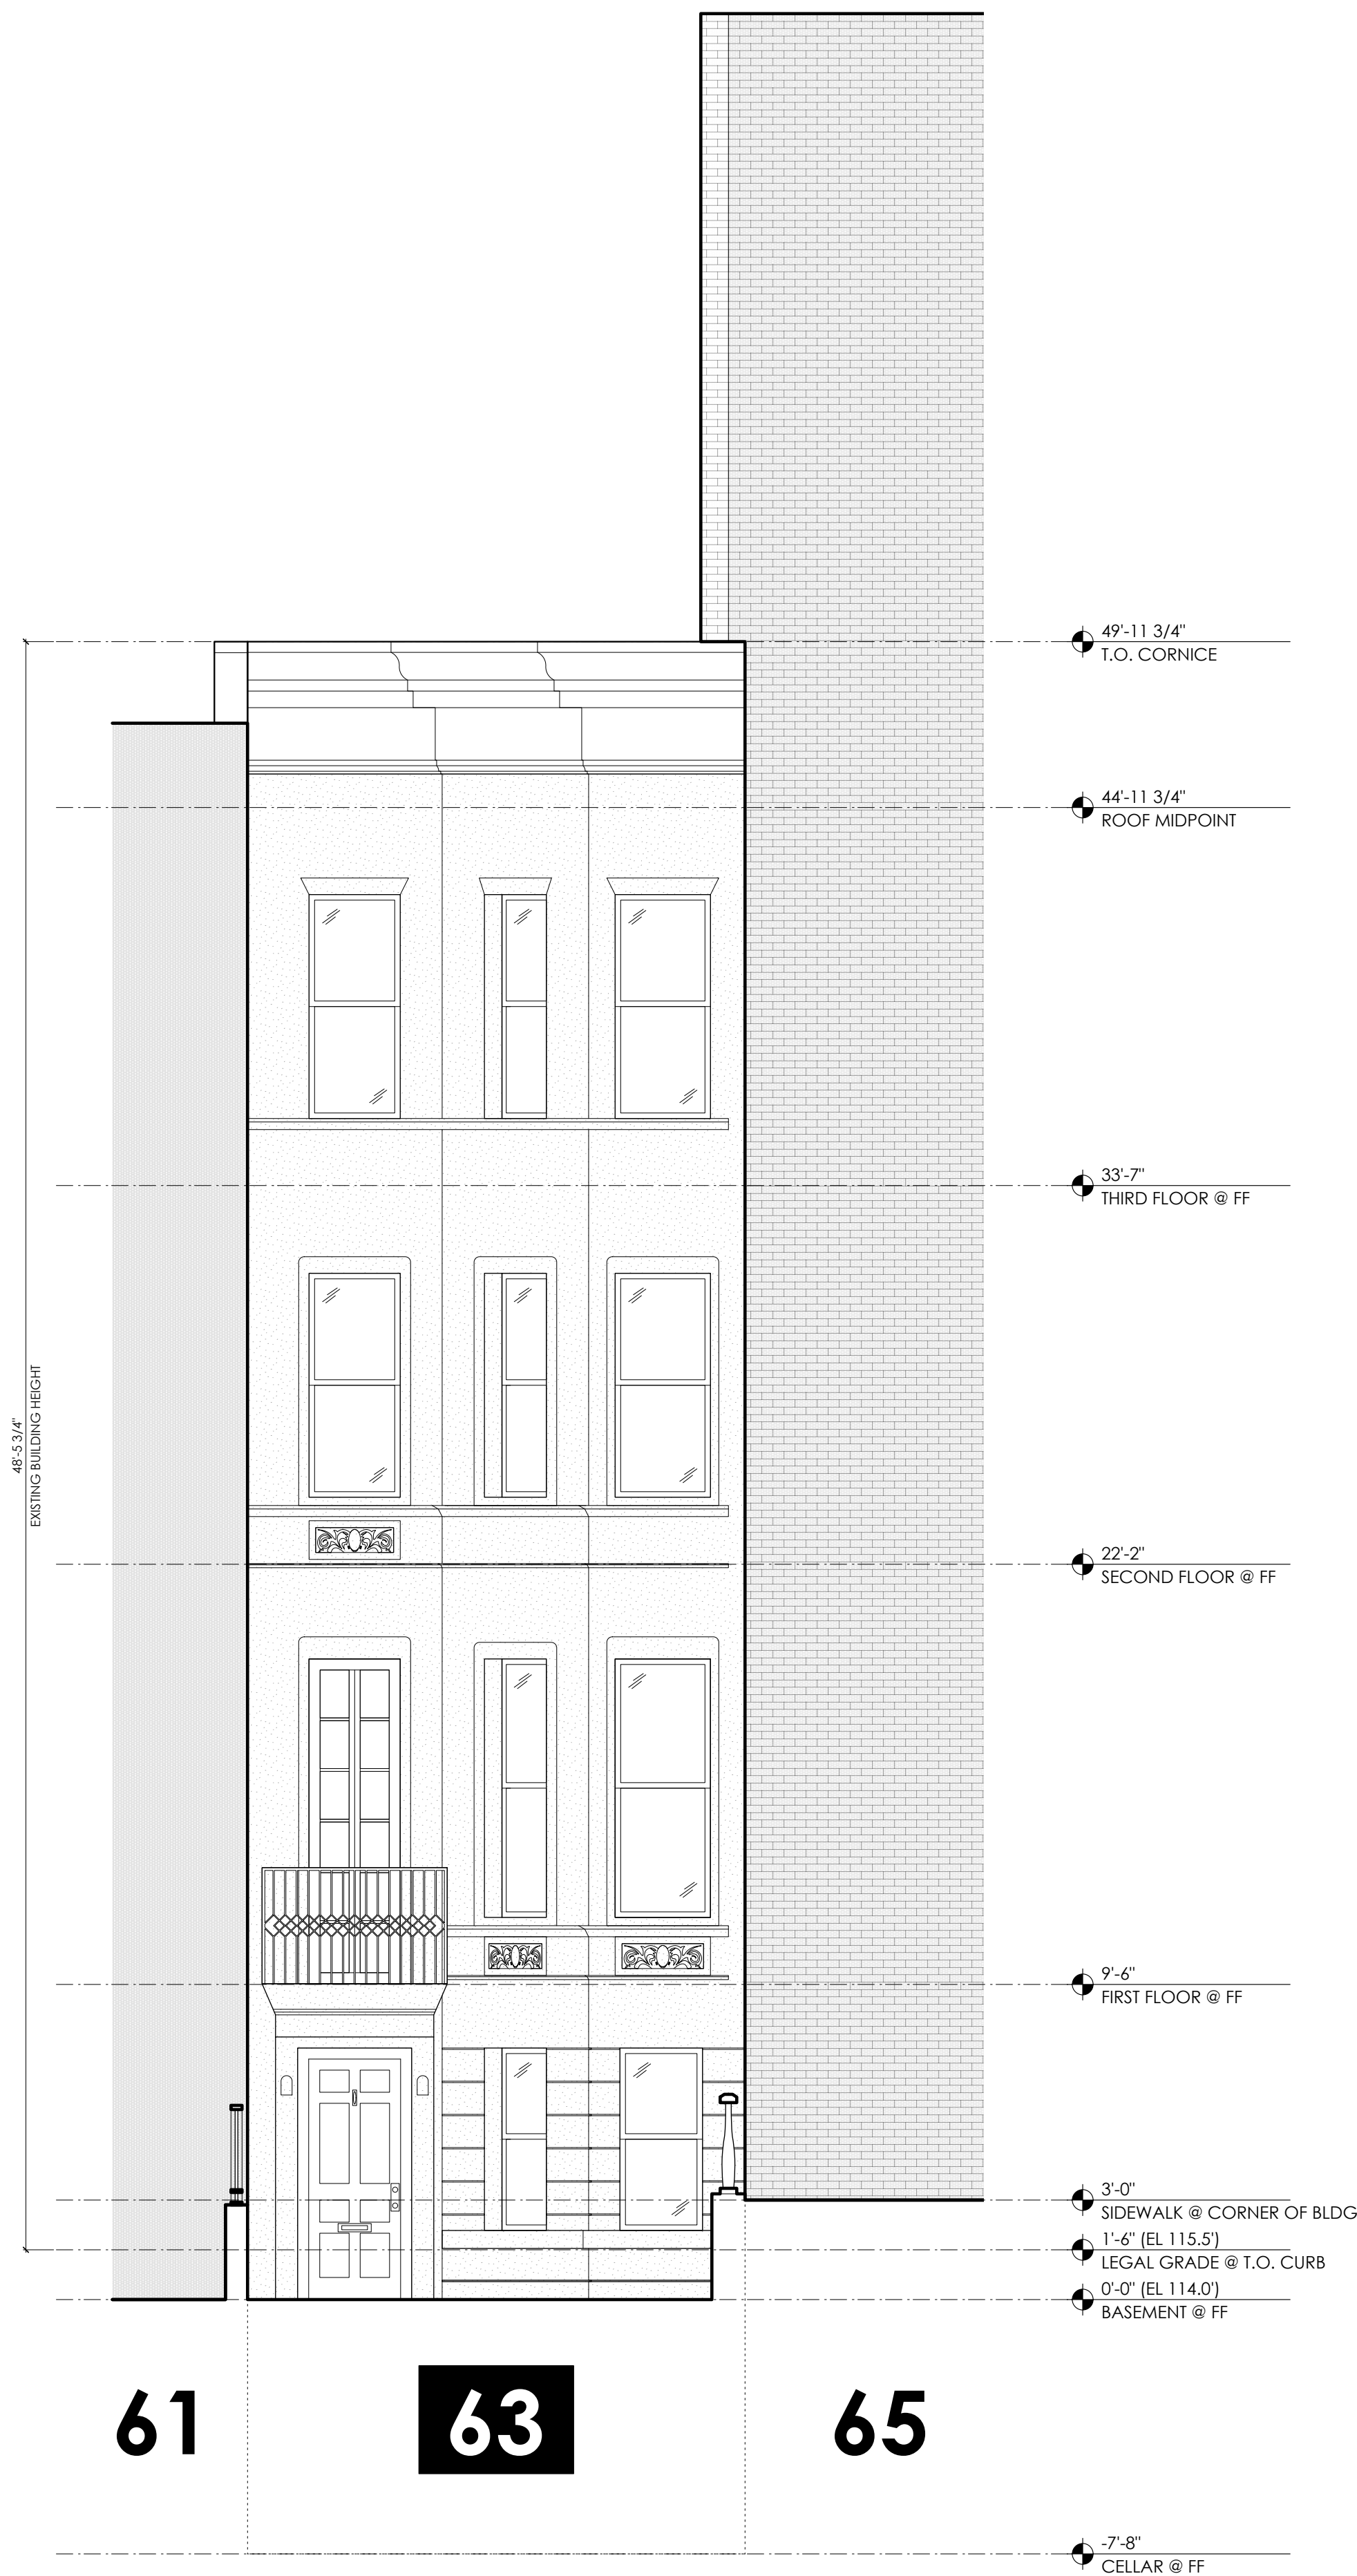 49'-11 3/4"
T.O. CORNICE
44'-11 3/4"
ROOF MIDPOINT
33'-7"
THIRD FLOOR @ FF
48'-5 3/4"
EXISTING BUILDING HEIGHT
22'-2"
SECOND FLOOR @ FF
9'-6"
FIRST FLOOR @ FF
3'-0"
SIDEWALK @ CORNER OF BLDG
1'-6" (EL 115.5')
LEGAL GRADE @ T.O. CURB
0'-0" (EL 114.0')
BASEMENT @ FF
61
63
65
-7'-8"
CELLAR @ FF